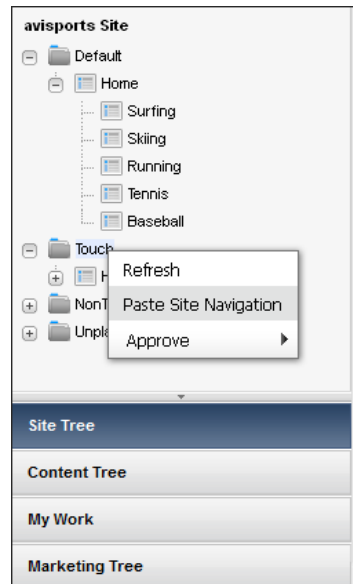 avisports Site
Default
Home
Surfing
Skiing
Running
Tennis
Baseball
Touch
Refresh
Paste Site Navigation
Approve
Site Tree
Content Tree
My Work
Marketing Tree